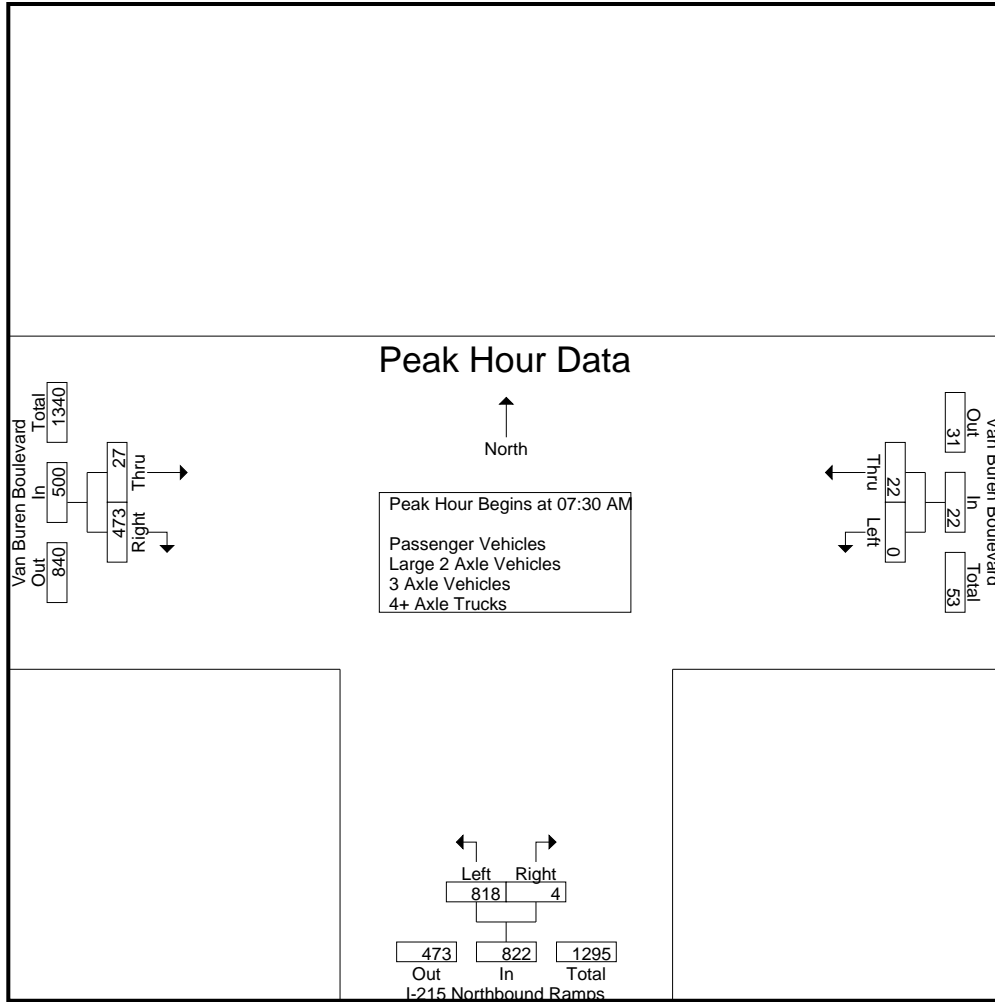 Peak Hour Data
North
Peak Hour Begins at 07:30 AM
Passenger Vehicles
Large 2 Axle Vehicles
3 Axle Vehicles
4+ Axle Trucks
Van Buren Boulevard
Out In Total
840 500 1340
473 27
Right Thru
Van Buren Boulevard
Out In Total
31 22 53
22 0
Thru Left
Left Right
818 4
473 822 1295
Out In Total
I-215 Northbound Ramps